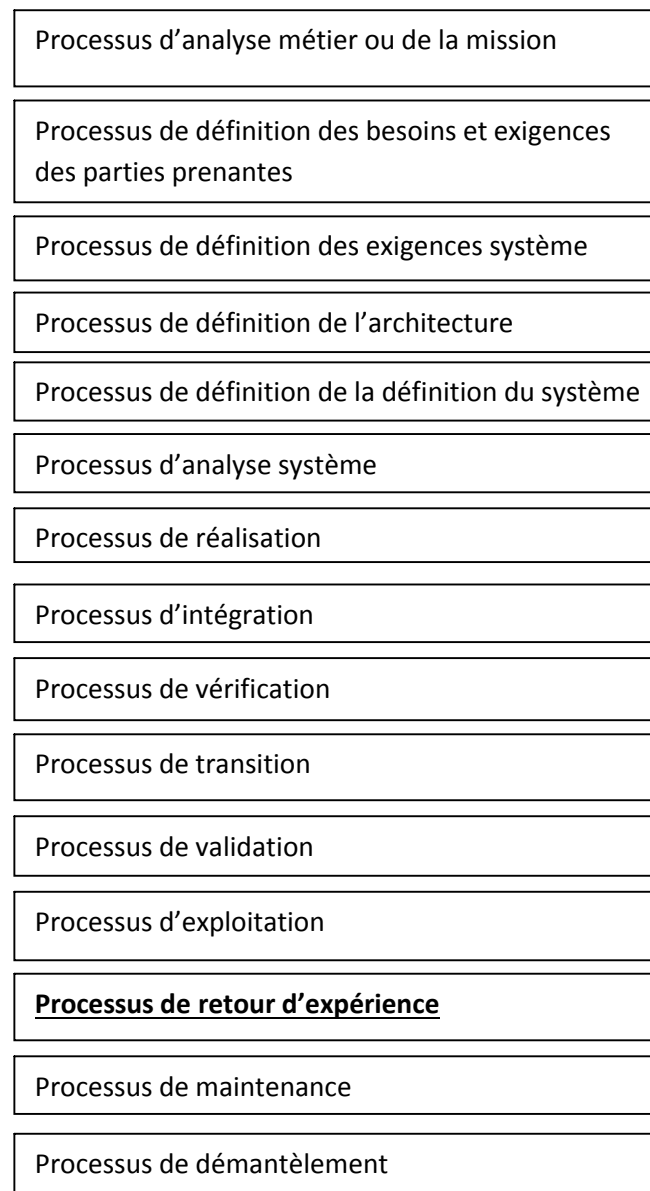 Processus d’analyse métier ou de la mission
Processus de définition des besoins et exigences
des parties prenantes
Processus de définition des exigences système
Processus de définition de l’architecture
Processus de définition de la définition du système
Processus d’analyse système
Processus de réalisation
Processus d’intégration
Processus de vérification
Processus de transition
Processus de validation
Processus d’exploitation
Processus de retour d’expérience
Processus de maintenance
Processus de démantèlement